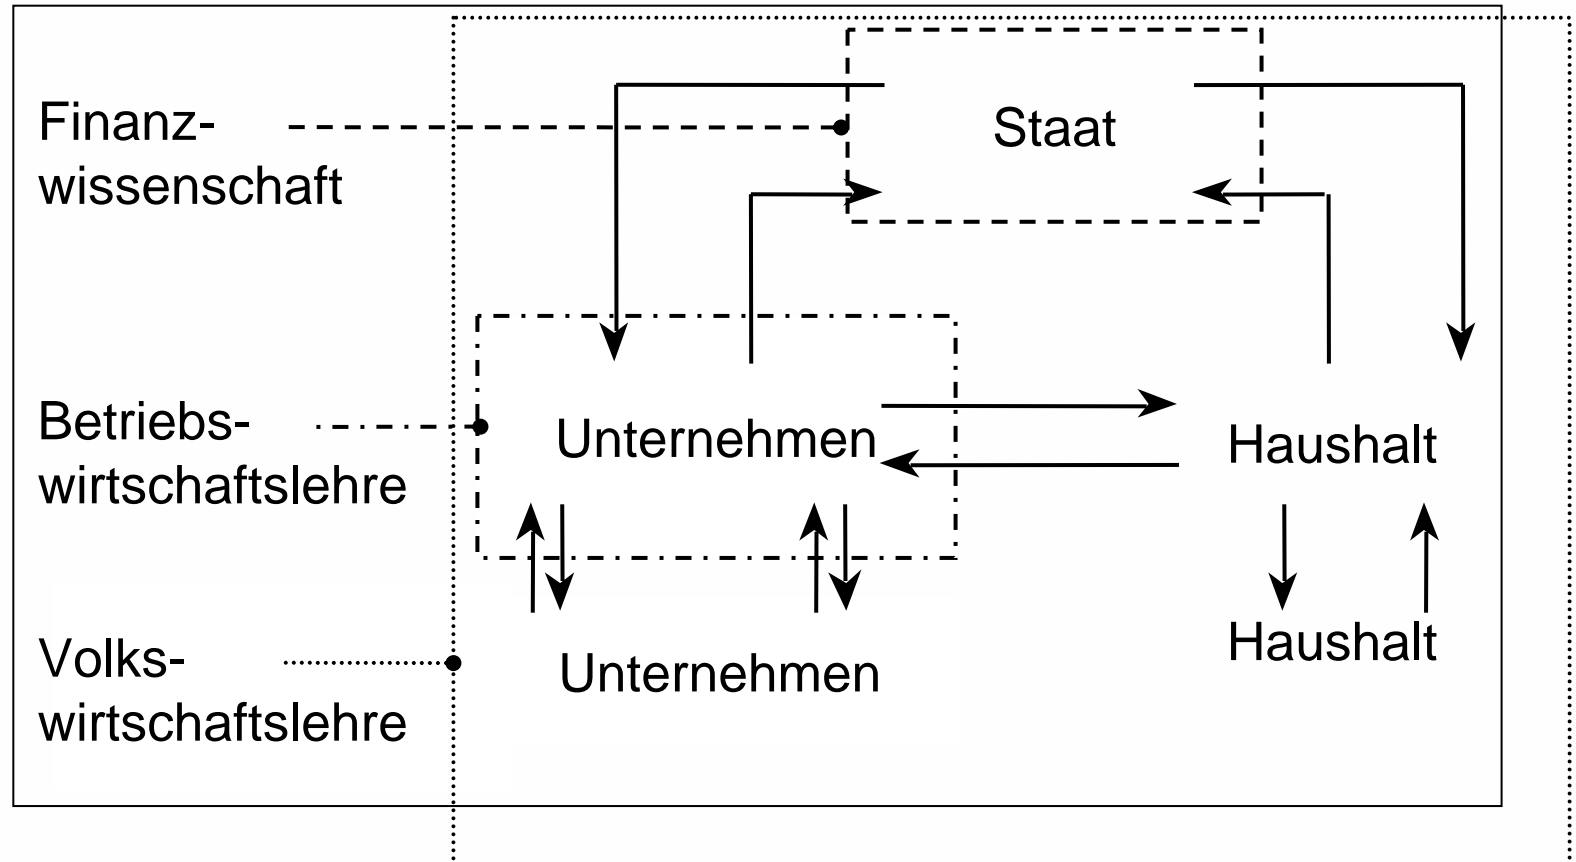 Finanz-
wissenschaft
Staat
Betriebs-
wirtschaftslehre
Unternehmen
Haushalt
Volks-
wirtschaftslehre
Unternehmen
Haushalt